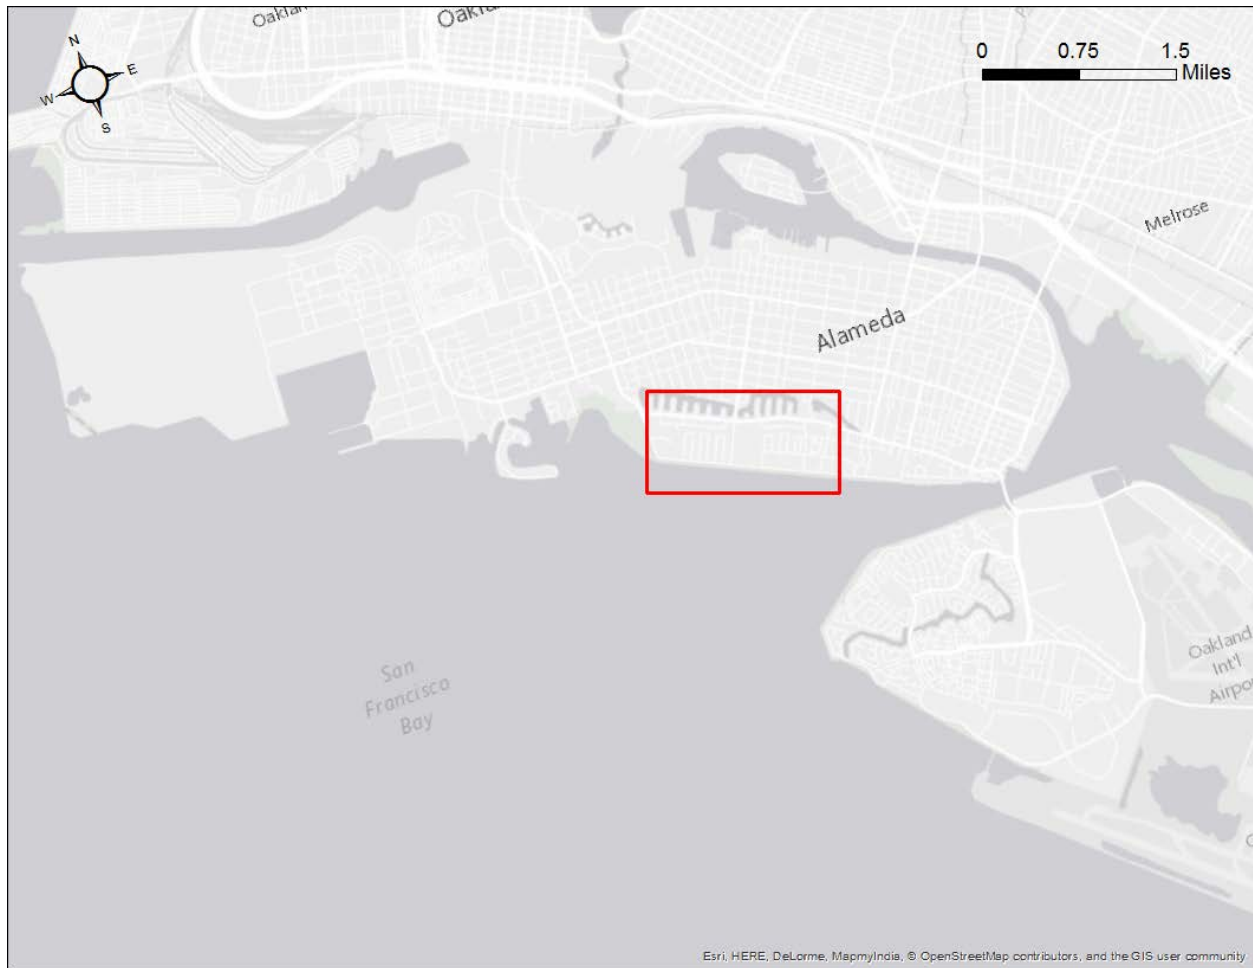 Oakland
N
E
W
S
0 0.75 1.5
Miles
Melrose
Alameda
San
Francisco
Bay
Oakland
Int'l
Esri, HERE, DeLorme, MapmyIndia, © OpenStreetMap contributors, and the GIS user community